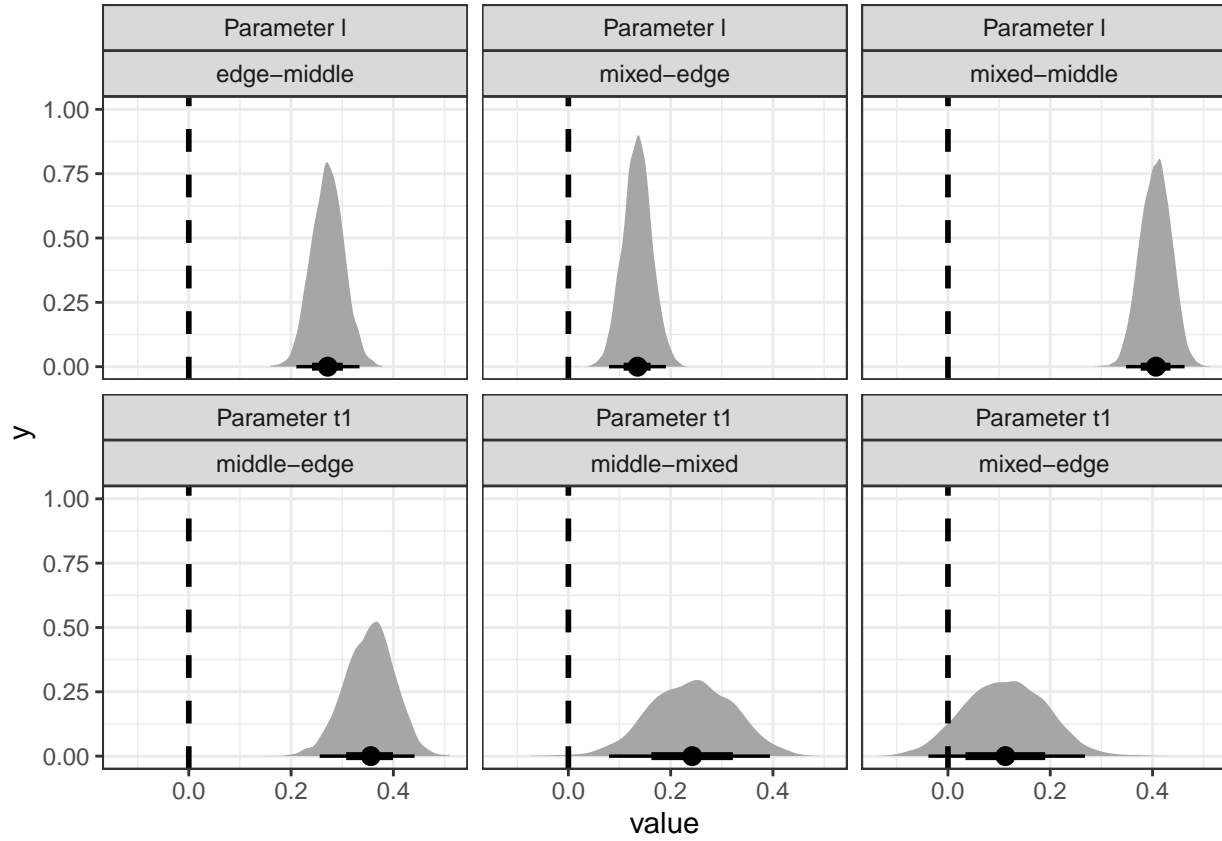 Parameter l Parameter l Parameter l
edge−middle mixed−edge mixed−middle
1.00
0.75
0.50
0.25
0.00
y
Parameter t1 Parameter t1 Parameter t1
middle−edge middle−mixed mixed−edge
1.00
0.75
0.50
0.25
0.00
0.0 0.2 0.4 0.0 0.2 0.4 0.0 0.2 0.4
value